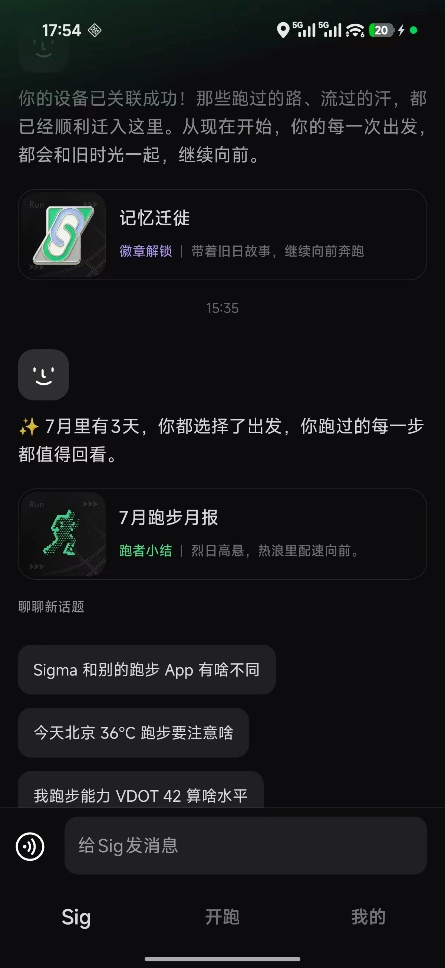 17:54
5G
5G
20
你的设备已关联成功！那些跑过的路、流过的汗，都
已经顺利迁入这里。从现在开始，你的每一次出发，
都会和旧时光一起，继续向前。
Run
>>>
记忆迁徙
徽章解锁 | 带着旧日故事，继续向前奔跑
>>>
15:35
✨ 7月里有3天，你都选择了出发，你跑过的每一步
都值得回看。
Run
>>>
7月跑步月报
跑者小结 | 烈日高悬，热浪里配速向前。
>>>
聊聊新话题
Sigma 和别的跑步 App 有啥不同
今天北京 36°C 跑步要注意啥
我跑步能力 VDOT 42 算啥水平
给Sig发消息
Sig
开跑
我的